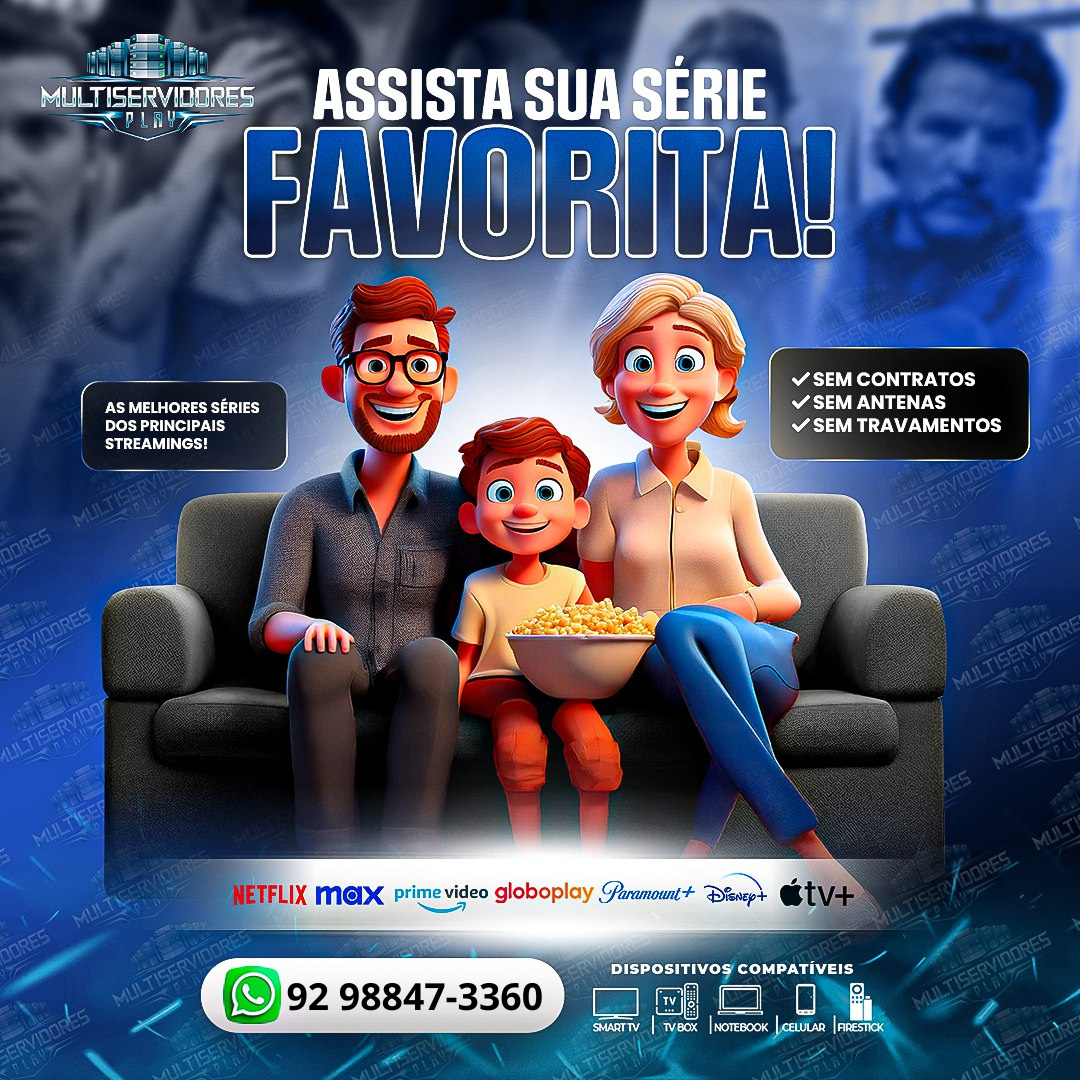 MULTISERVIDORES
PLAY
ASSISTA SUA SÉRIE
FAVORITA!
AS MELHORES SÉRIES
DOS PRINCIPAIS
STREAMINGS!
SEM CONTRATOS
SEM ANTENAS
SEM TRAVAMENTOS
NETFLIX max prime video globoplay Paramount+ Disney+ tv+
92 98847-3360
DISPOSITIVOS COMPATÍVEIS
TV
SMART TV | TV BOX | NOTEBOOK | CELULAR | FIRESTICK